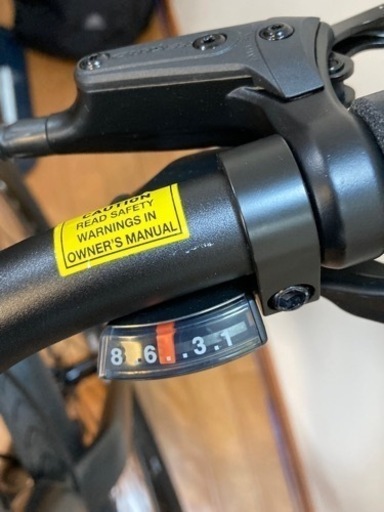 CAUTION
READ SAFETY
WARNINGS IN
OWNER'S MANUAL
8 . 6 . . 3 . 1